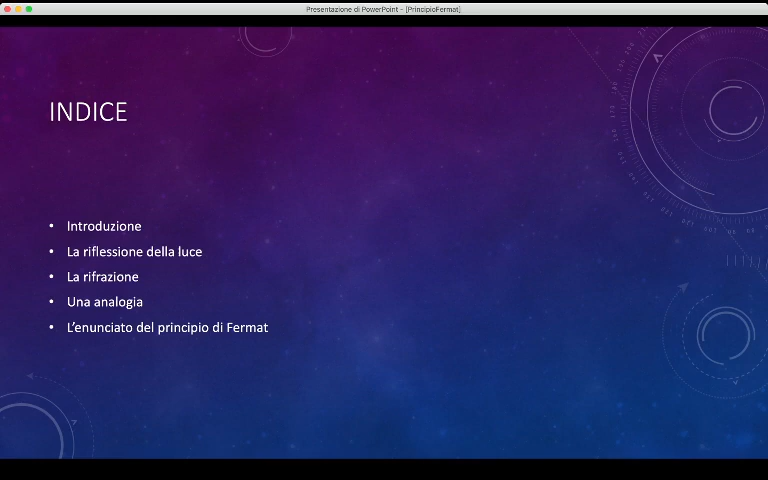 Presentazione di PowerPoint - [PrincipioFermat]
INDICE
• Introduzione
• La riflessione della luce
• La rifrazione
• Una analogia
• L'enunciato del principio di Fermat